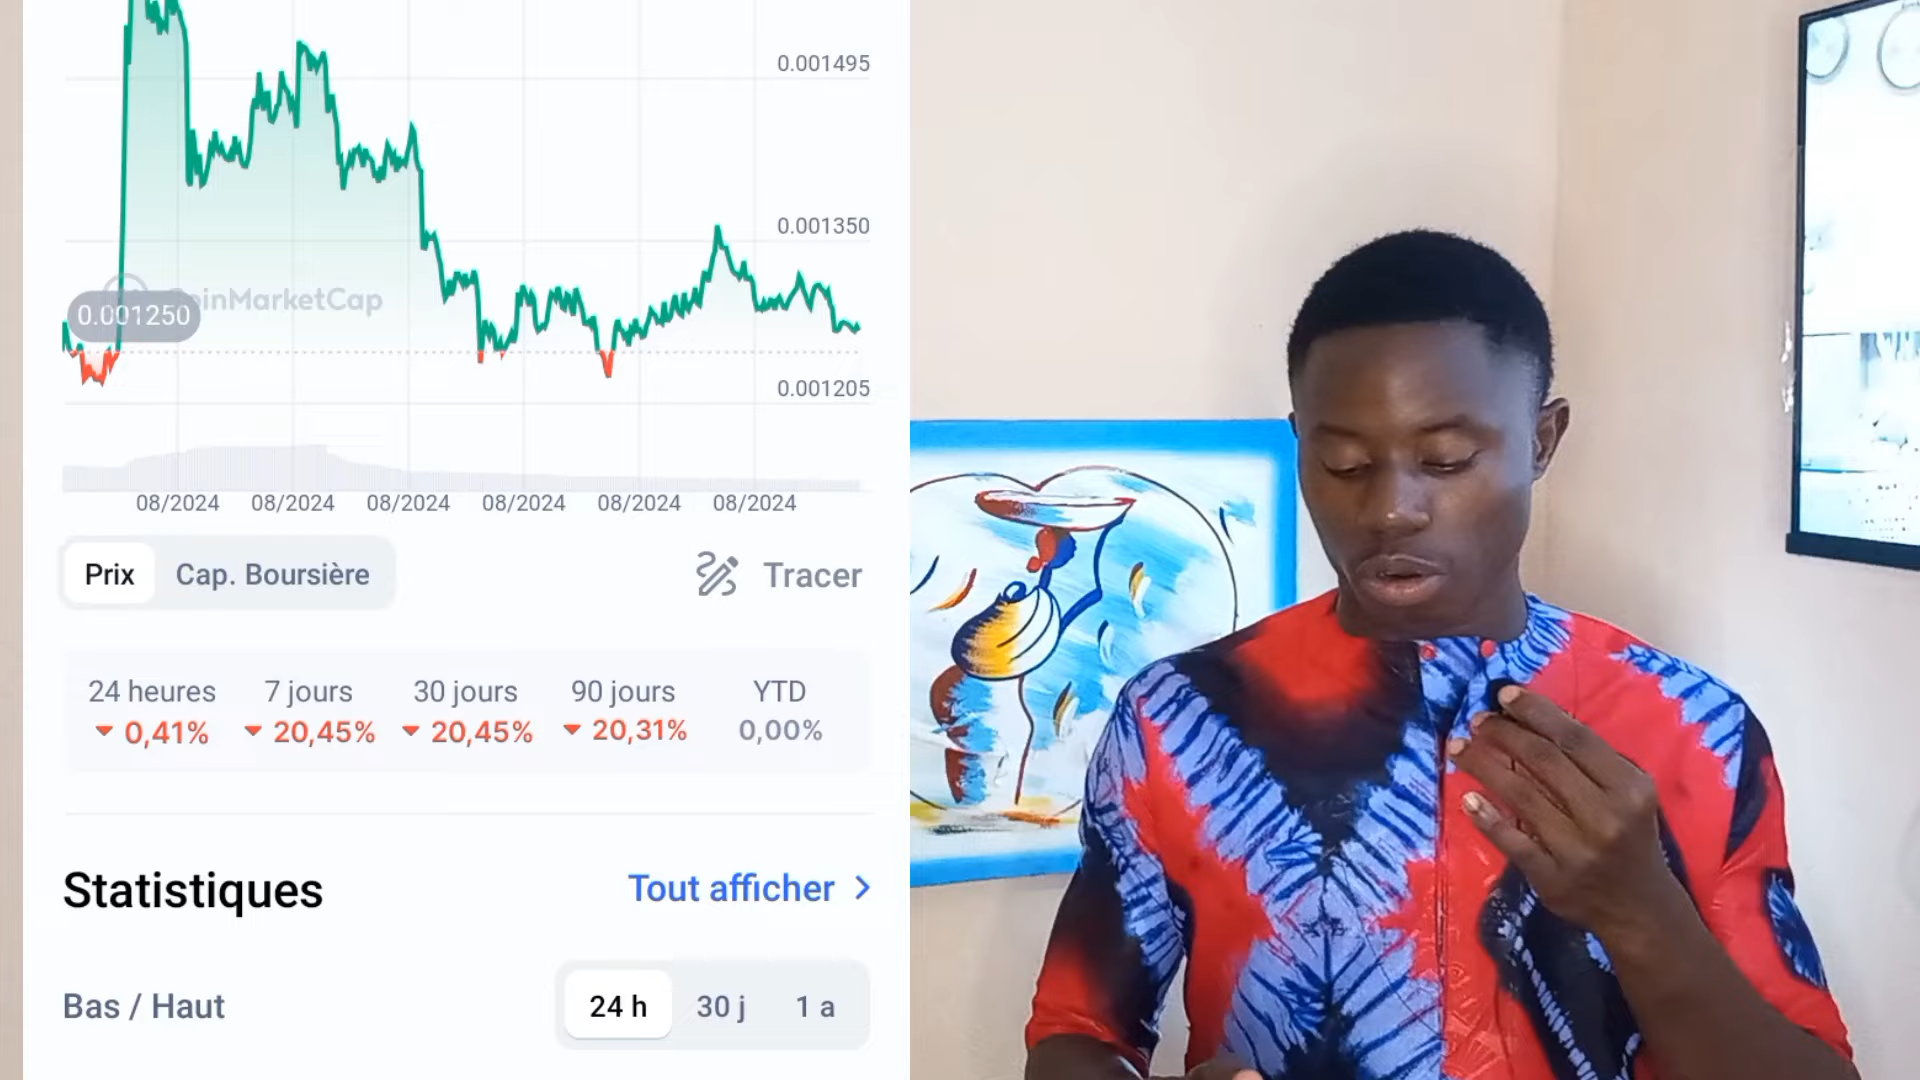 0.001495
0.001350
CoinMarketCap
0.001250
0.001205
08/2024 08/2024 08/2024 08/2024 08/2024 08/2024
Prix Cap. Boursière Tracer
24 heures 7 jours 30 jours 90 jours YTD
0,41% 20,45% 20,45% 20,31% 0,00%
Statistiques Tout afficher
Bas / Haut 24 h 30 j 1 a